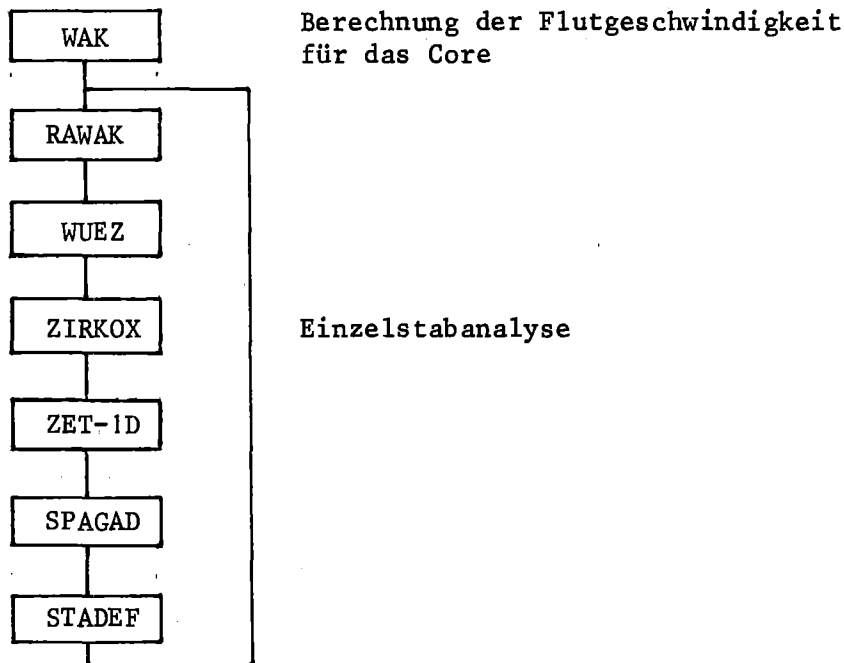 WAK
Berechnung der Flutgeschwindigkeit
für das Core
RAWAK
WUEZ
ZIRKOX
Einzelstabanalyse
ZET-1D
SPAGAD
STADEF